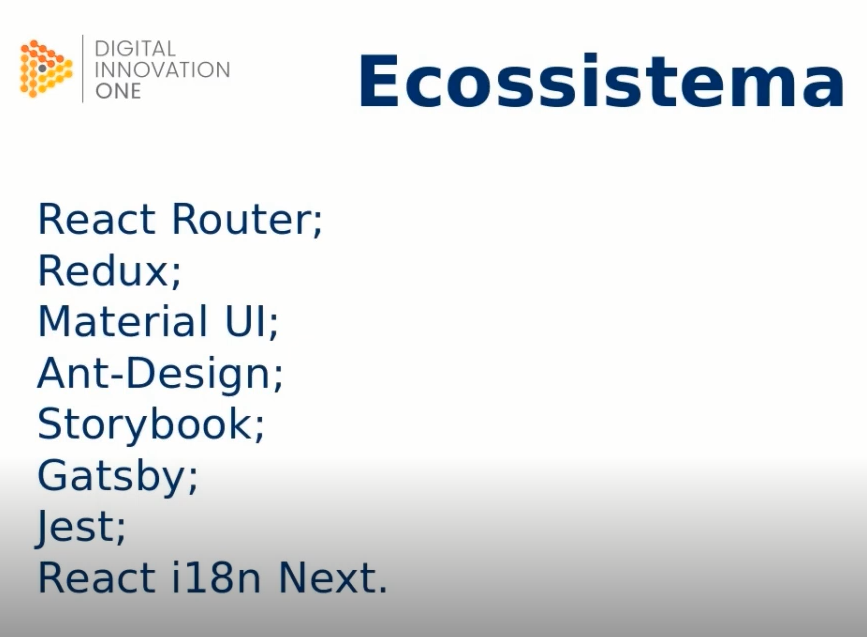 DIGITAL
INNOVATION
ONE
Ecossistema
React Router;
Redux;
Material UI;
Ant-Design;
Storybook;
Gatsby;
Jest;
React i18n Next.